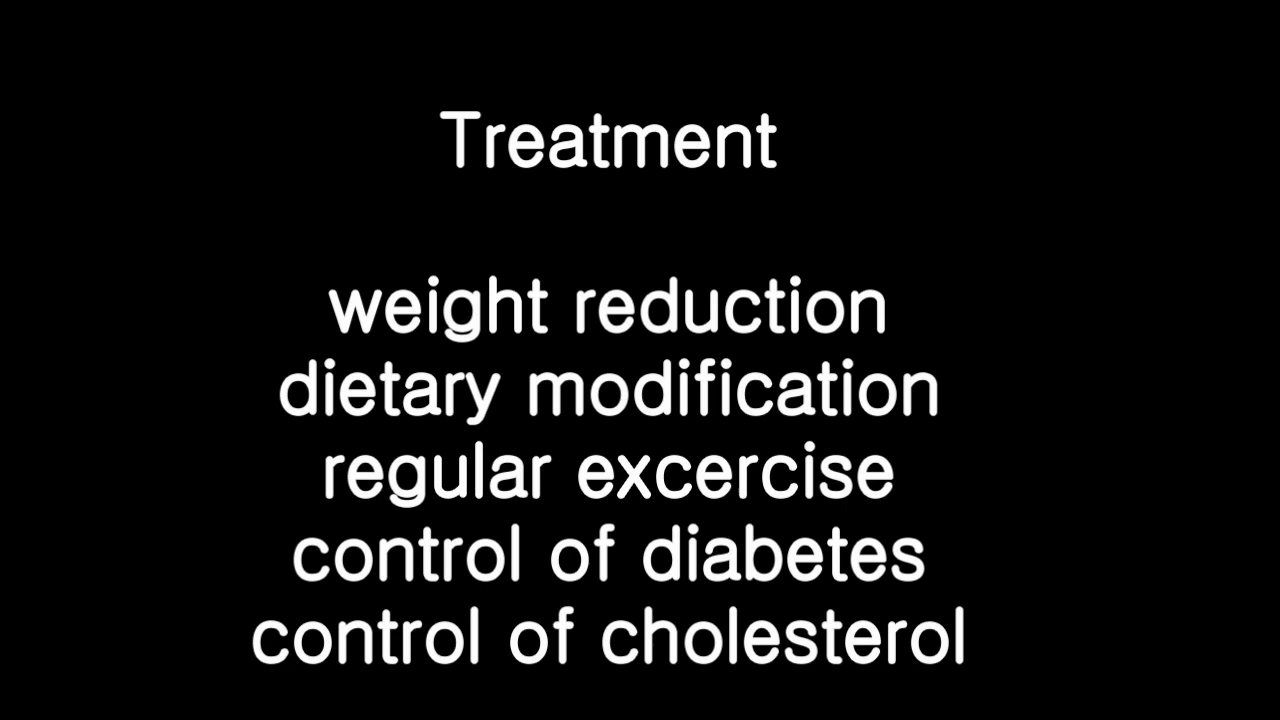 Treatment
weight reduction
dietary modification
regular excercise
control of diabetes
control of cholesterol